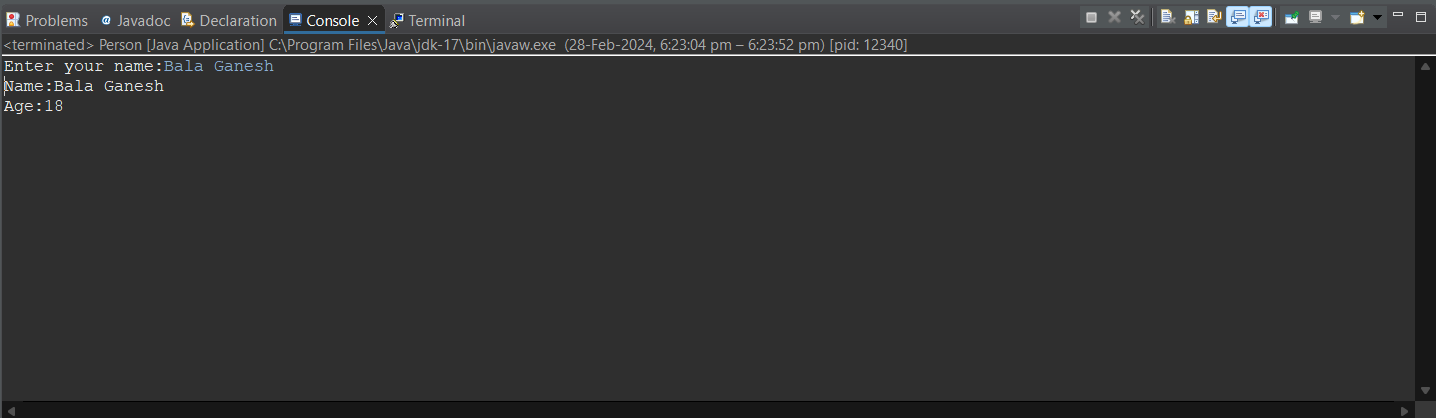 Problems Javadoc Declaration Console Terminal
<terminated> Person [Java Application] C:\Program Files\Java\jdk-17\bin\javaw.exe (28-Feb-2024, 6:23:04 pm – 6:23:52 pm) [pid: 12340]
Enter your name:Bala Ganesh
Name:Bala Ganesh
Age:18